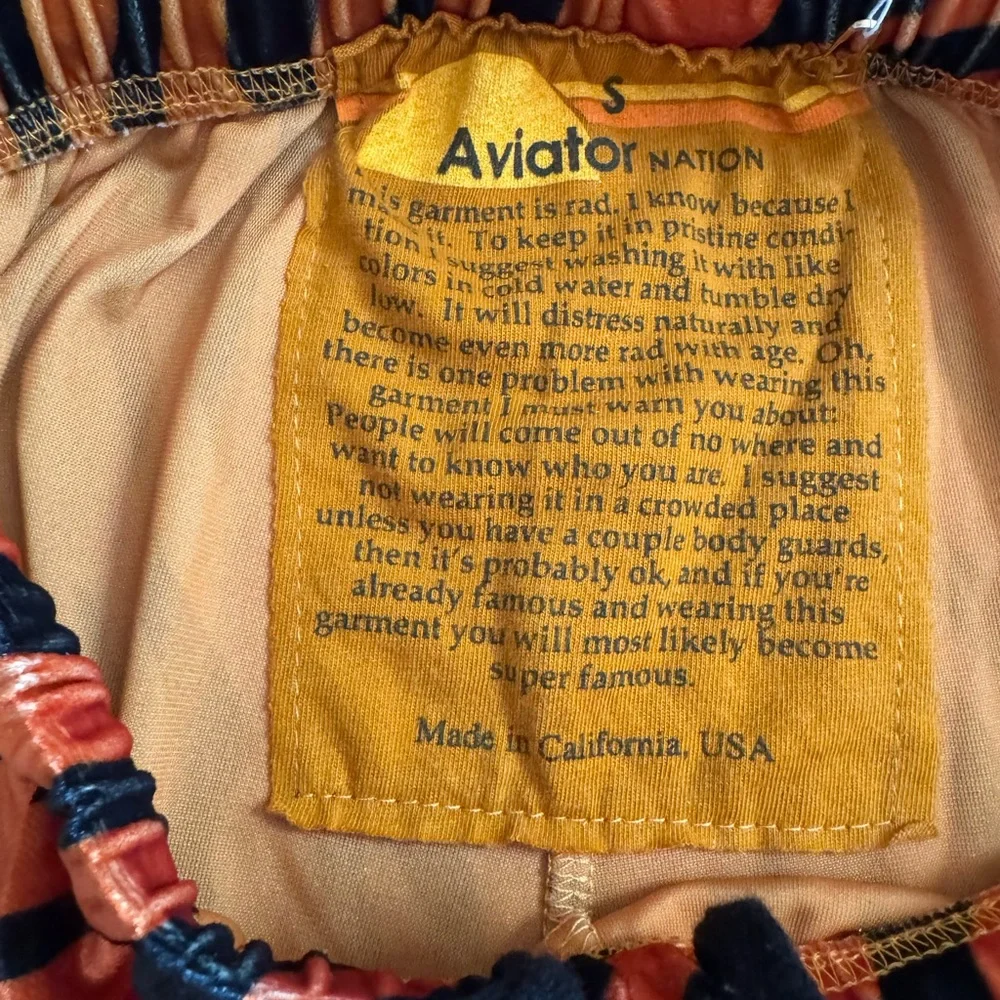 S
Aviator NATION
garment is rad. I know because I
it. To keep it in pristine condi-
tion I suggest washing it with like
colors in cold water and tumble dry
low. It will distress naturally and
become even more rad with age. Oh,
there is one problem with wearing this
garment I must warn you about:
People will come out of no where and
want to know who you are. I suggest
not wearing it in a crowded place
unless you have a couple body guards,
then it's probably ok, and if you're
already famous and wearing this
garment you will most likely become
super famous.
Made in California, USA